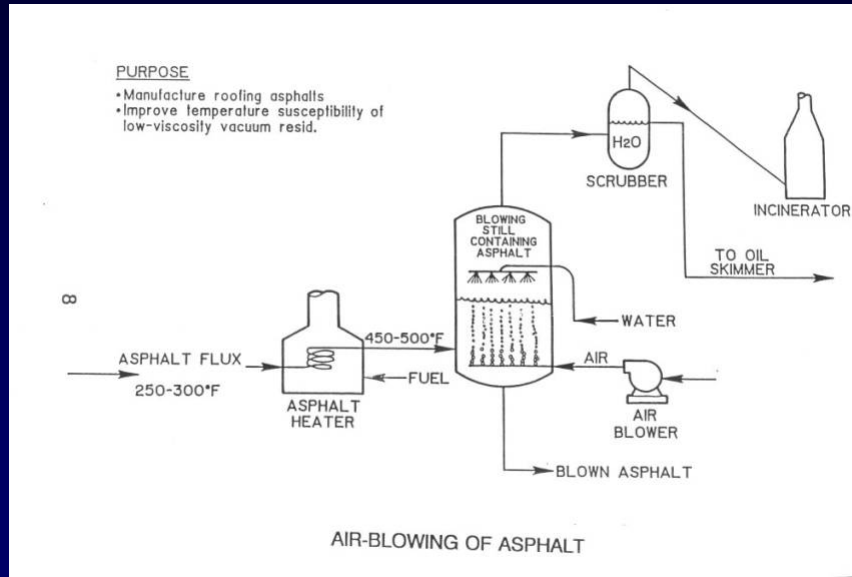 PURPOSE
•Manufacture roofing asphalts
•Improve temperature susceptibility of
low-viscosity vacuum resid.
H2O
SCRUBBER
INCINERATOR
BLOWING
STILL
CONTAINING
ASPHALT
TO OIL
SKIMMER
8
WATER
450-500°F
ASPHALT FLUX
250-300°F
FUEL
AIR
ASPHALT
HEATER
AIR
BLOWER
BLOWN ASPHALT
AIR-BLOWING OF ASPHALT